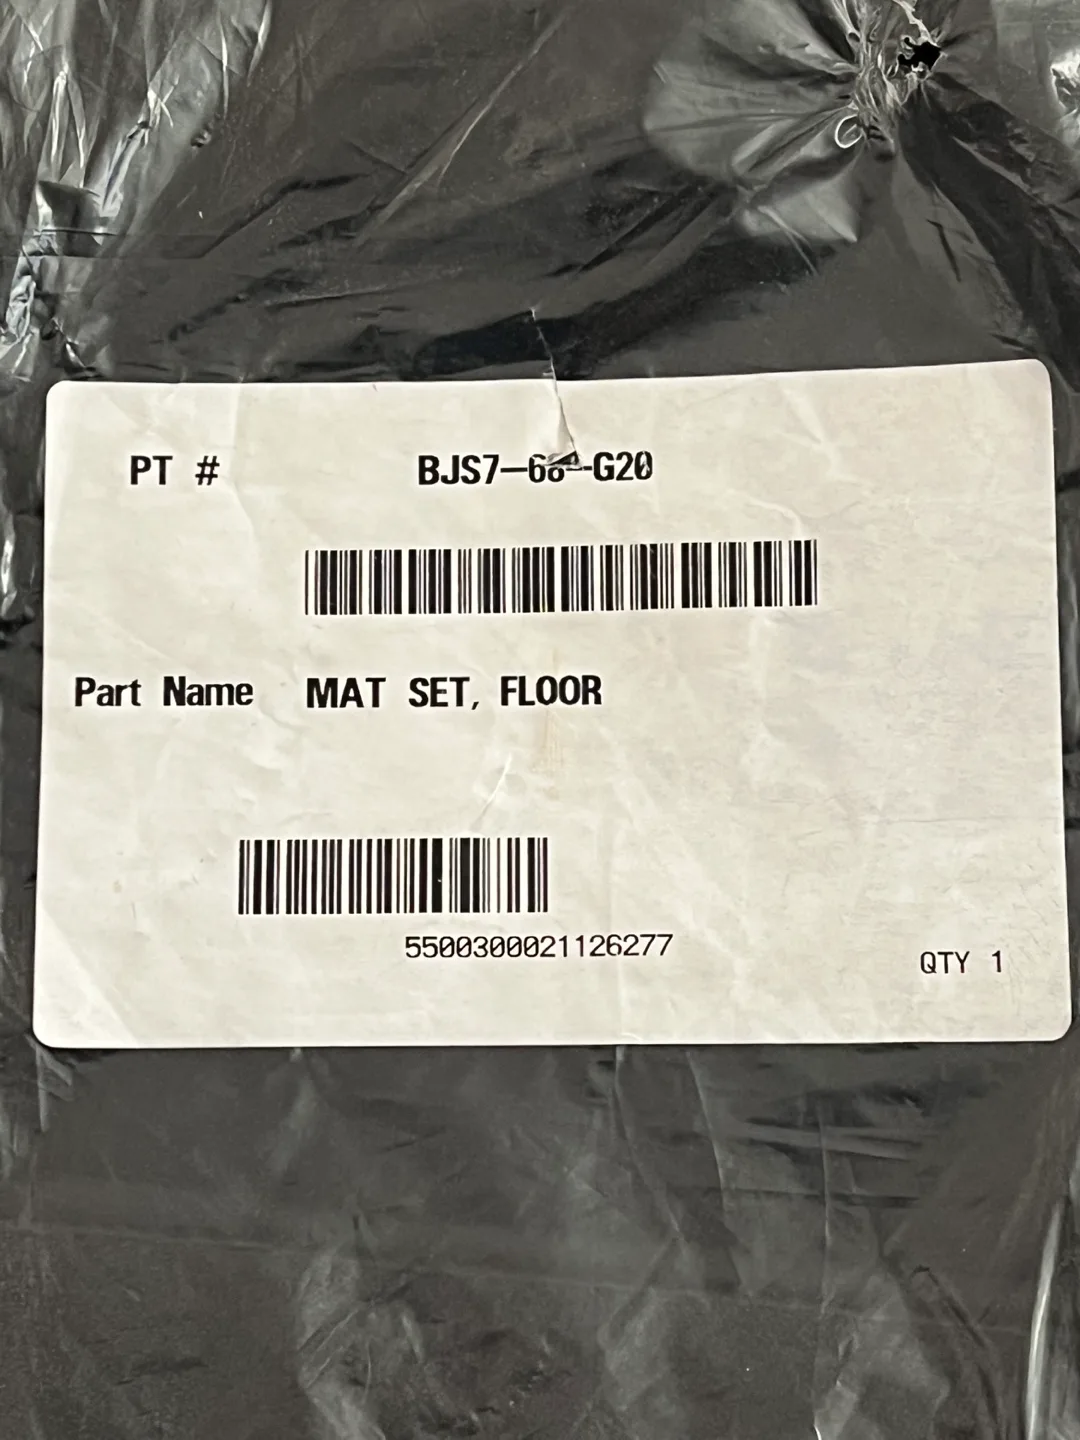 PT # 
Part Name MAT SET, FLOOR
5500300021126277
QTY 1